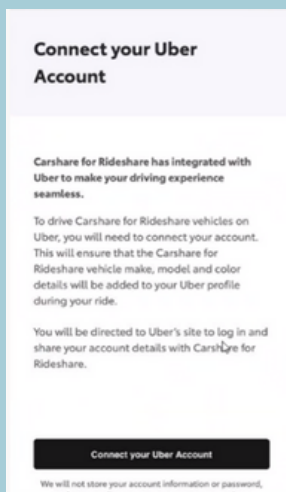 Connect your Uber
Account
Carshare for Rideshare has integrated with
Uber to make your driving experience
seamless.
To drive Carshare for Rideshare vehicles on
Uber, you will need to connect your account.
This will ensure that the Carshare for
Rideshare vehicle make, model and color
details will be added to your Uber profile
during your ride.
You will be directed to Uber's site to log in and
share your account details with Carshare for
Rideshare.
Connect your Uber Account
We will not store your account information or password,